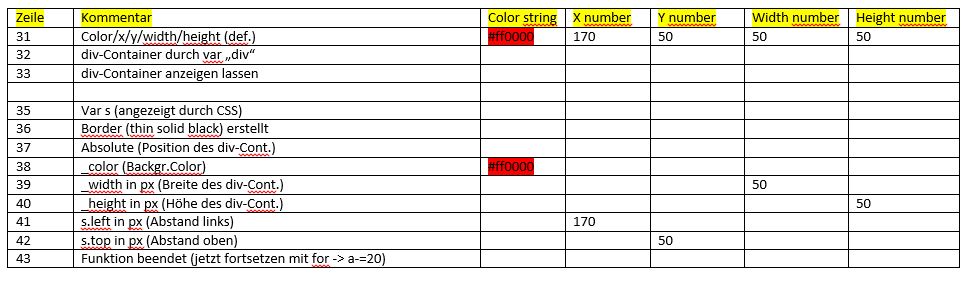 Zeile Kommentar Color string X number Y number Width number Height number
31 Color/x/y/width/height (def.) #ff0000 170 50 50 50
32 div-Container durch var „div“
33 div-Container anzeigen lassen
35 Var s (angezeigt durch CSS)
36 Border (thin solid black) erstellt
37 Absolute (Position des div-Cont.)
38 _color (Backgr.Color) #ff0000
39 _width in px (Breite des div-Cont.) 50
40 _height in px (Höhe des div-Cont.) 50
41 s.left in px (Abstand links) 170
42 s.top in px (Abstand oben) 50
43 Funktion beendet (jetzt fortsetzen mit for -> a-=20)